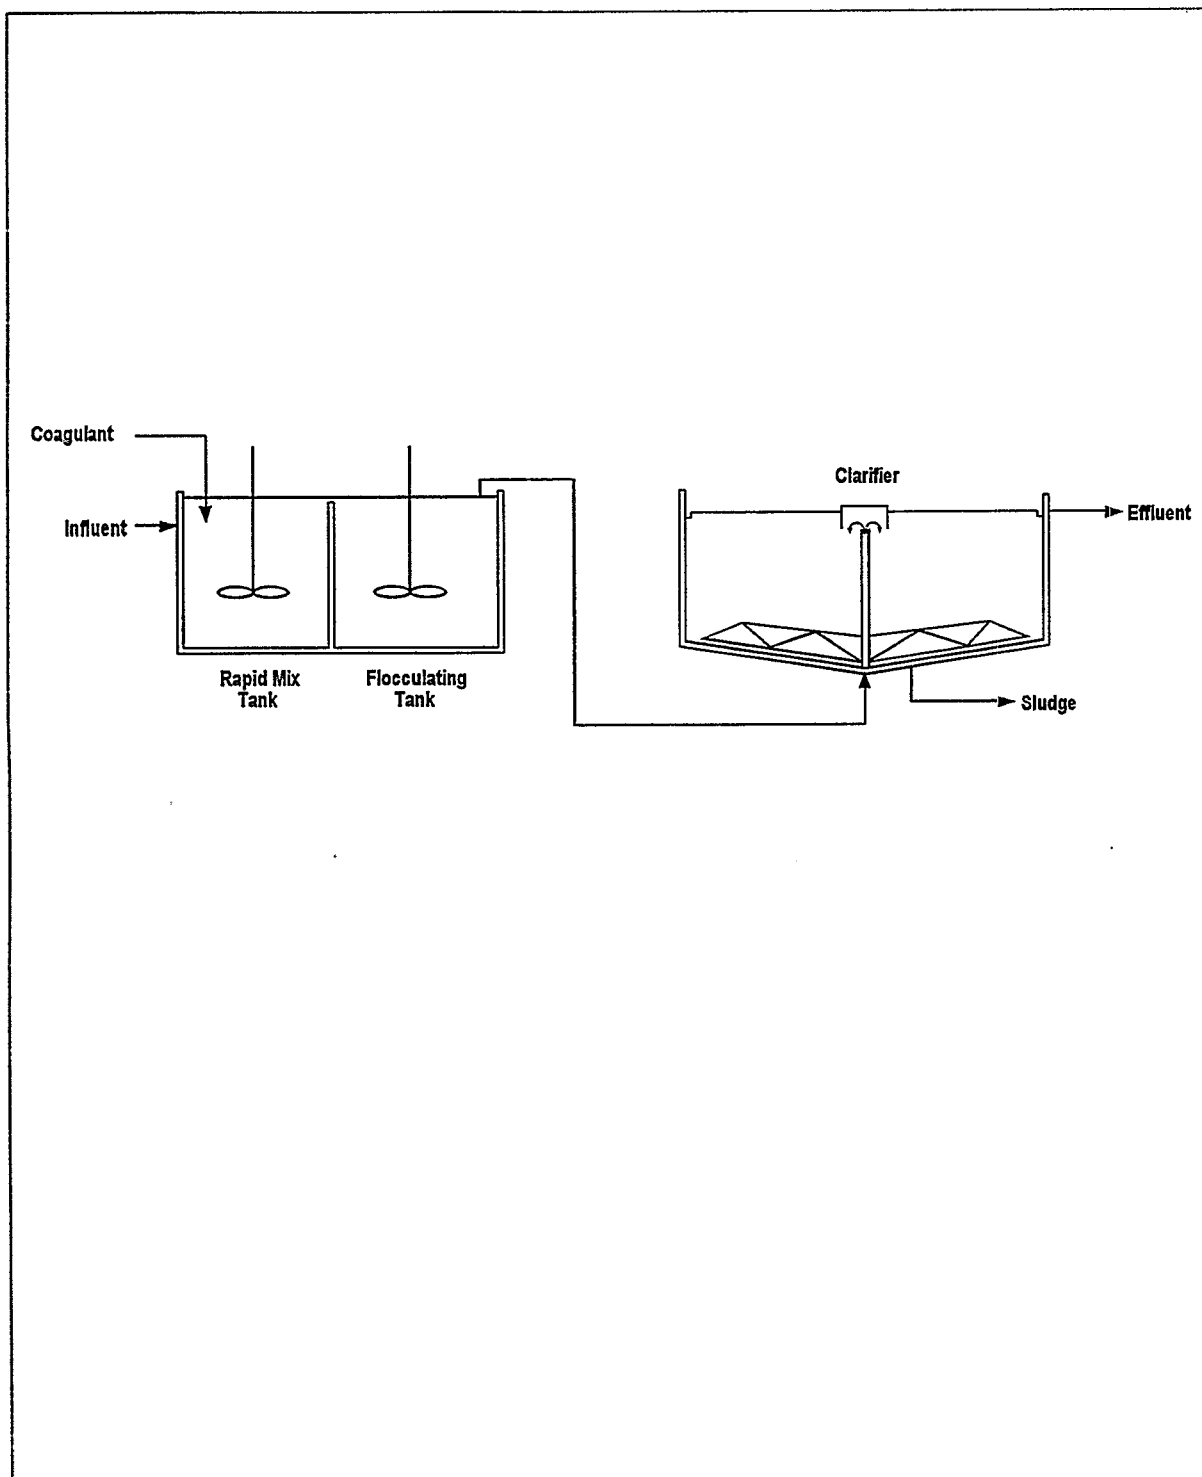 Coagulant
Influent
Rapid Mix
Tank
Flocculating
Tank
Clarifier
Effluent
Sludge